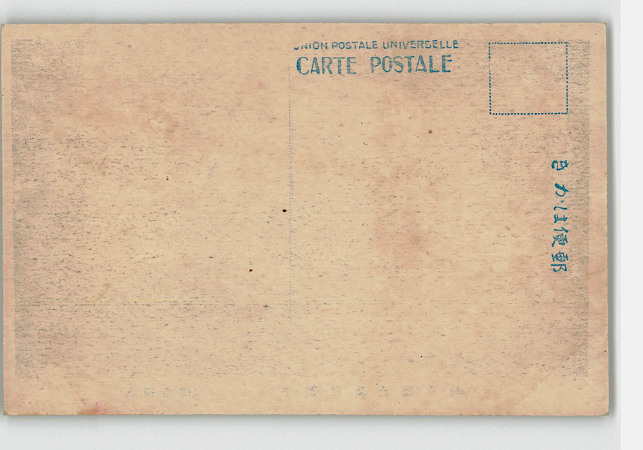 UNION POSTALE UNIVERSELLE
CARTE POSTALE
きかは便郵